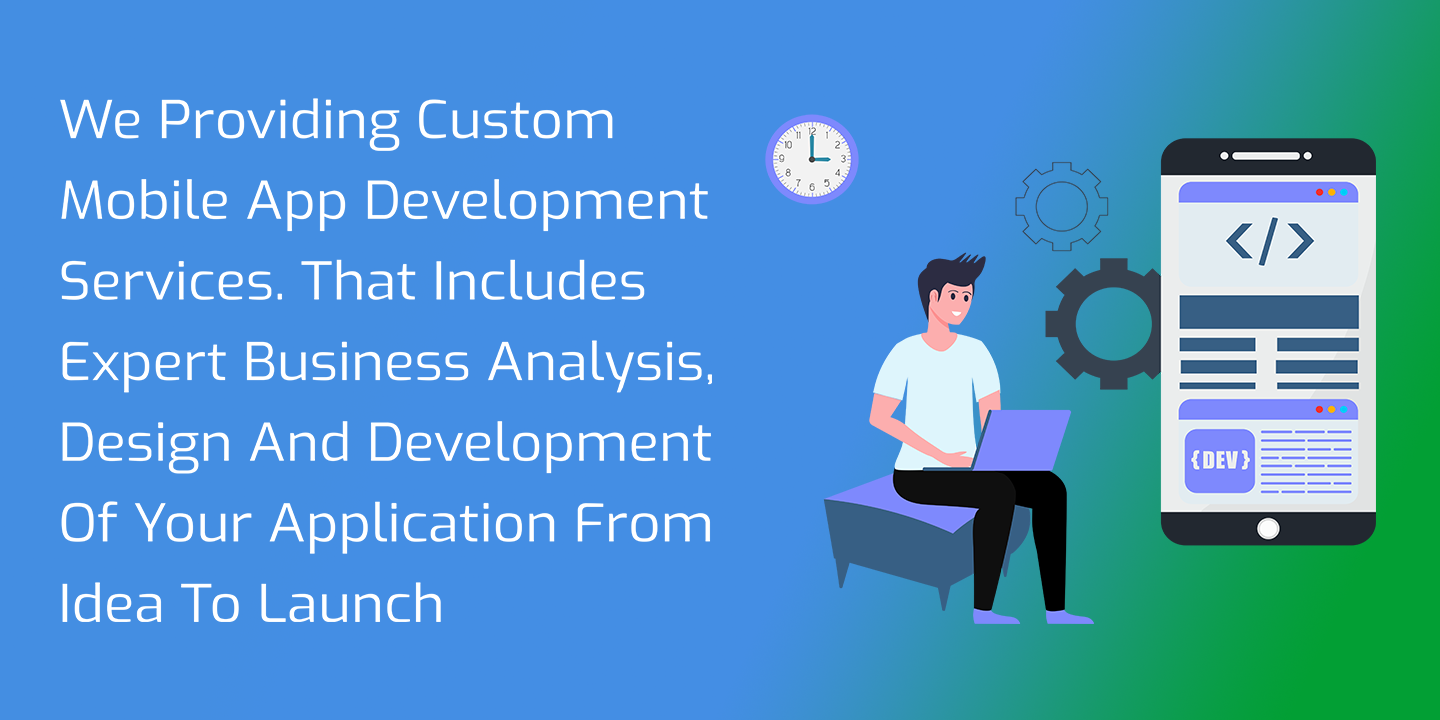 We Providing Custom
Mobile App Development
Services. That Includes
Expert Business Analysis,
Design And Development
Of Your Application From
Idea To Launch
12
1
2
3
4
5
6
7
8
9
10
11
</>
{DEV}